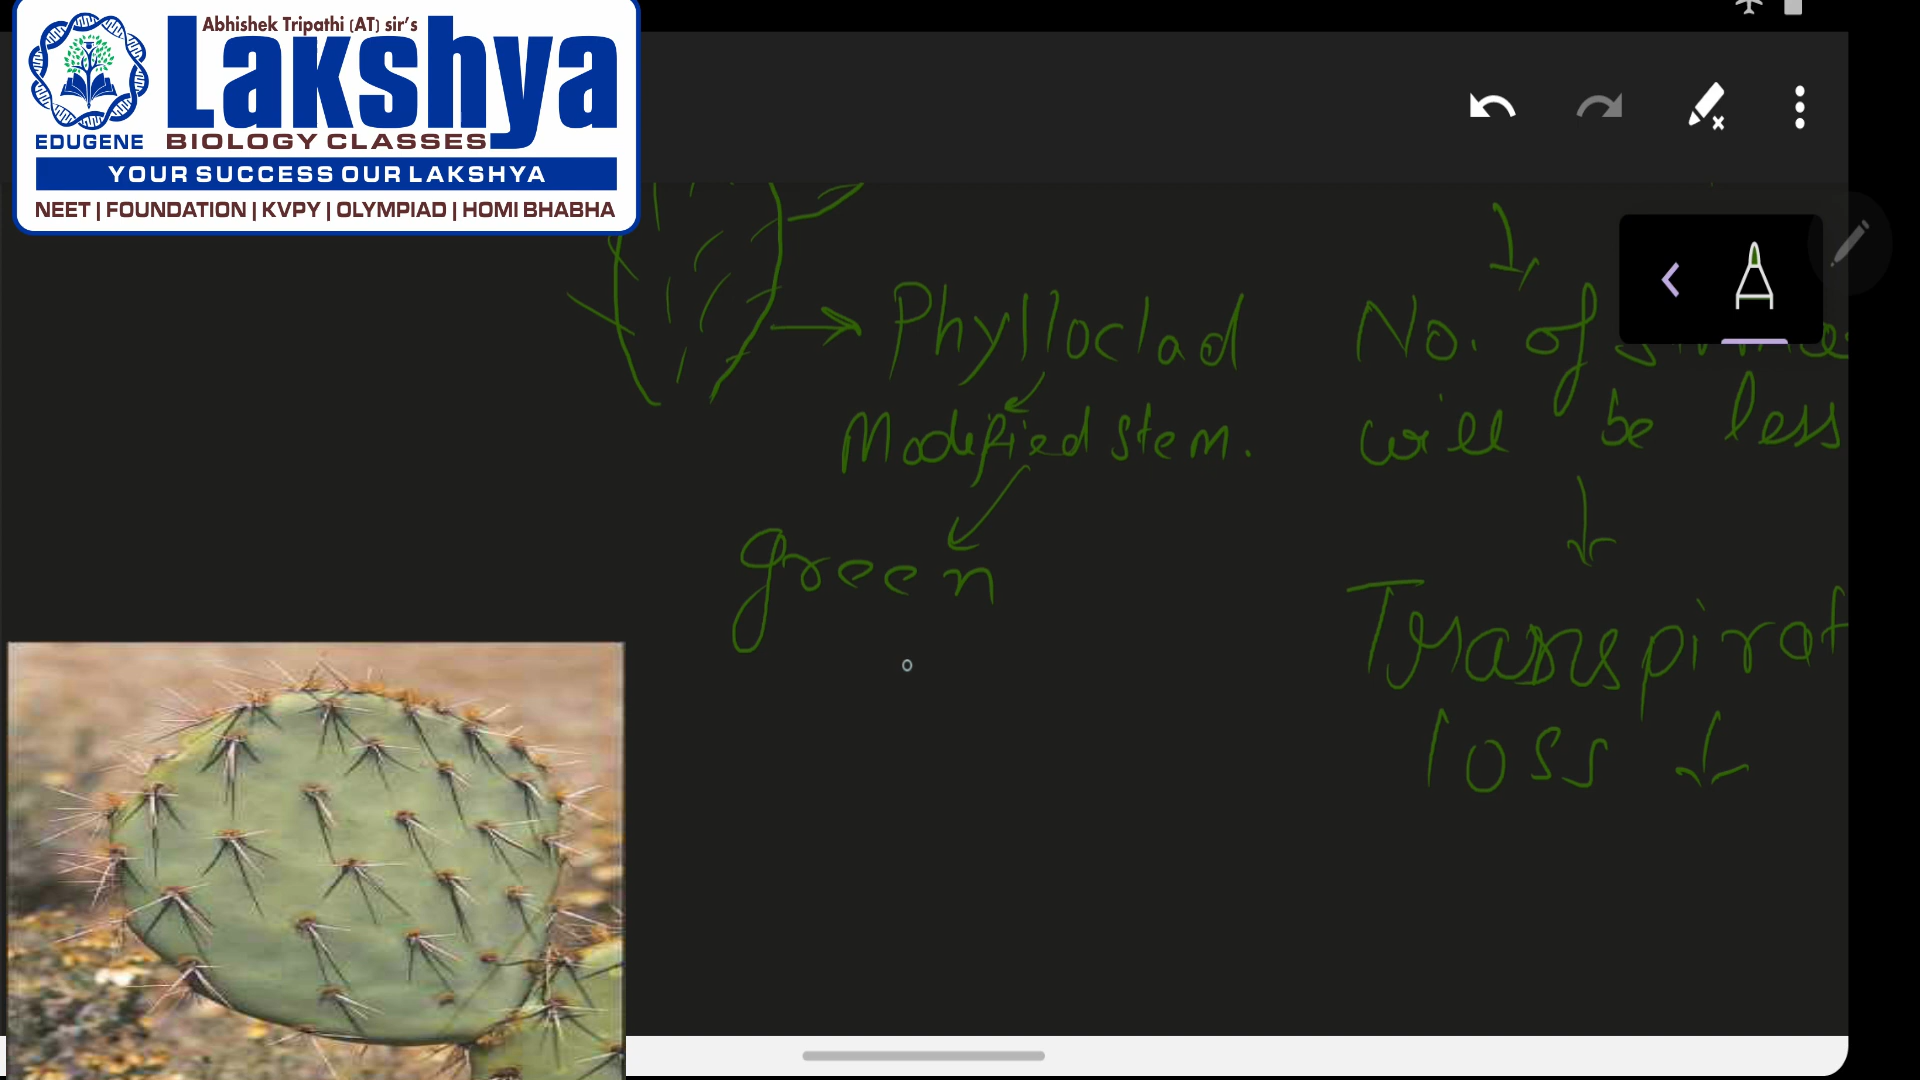 Abhishek Tripathi (AT) sir's
Lakshya
EDUGENE
BIOLOGY CLASSES
YOUR SUCCESS OUR LAKSHYA
NEET | FOUNDATION | KVPY | OLYMPIAD | HOMI BHABHA
Phylloclad
Modified stem.
green
No. of
will be less
Transpirat
loss ↓